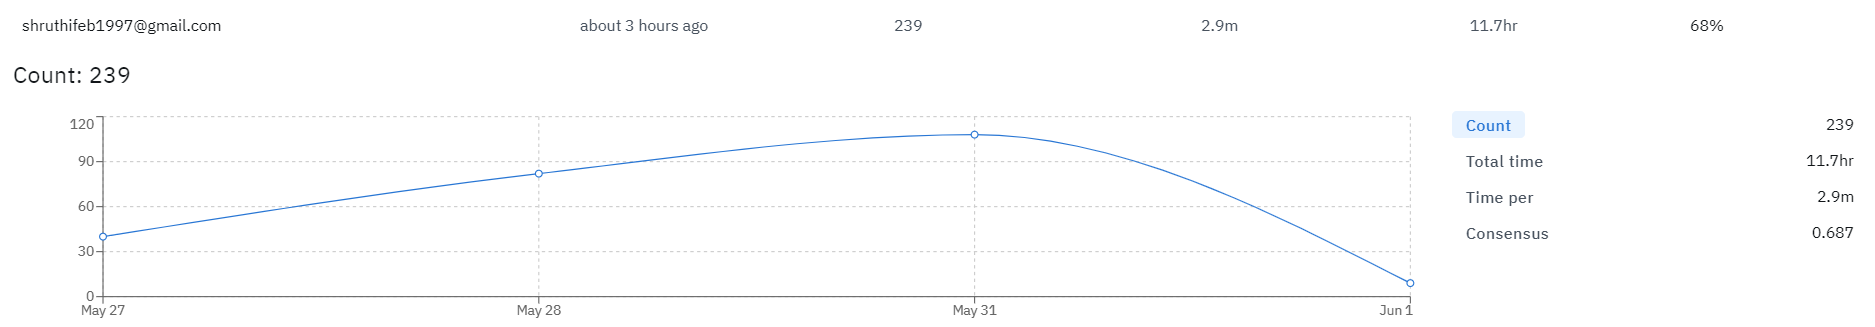 shruthifeb1997@gmail.com about 3 hours ago 239 2.9m 11.7hr 68%
Count: 239
120
90
60
30
0
May 27 May 28 May 31 Jun 1
Count 239
Total time 11.7hr
Time per 2.9m
Consensus 0.687